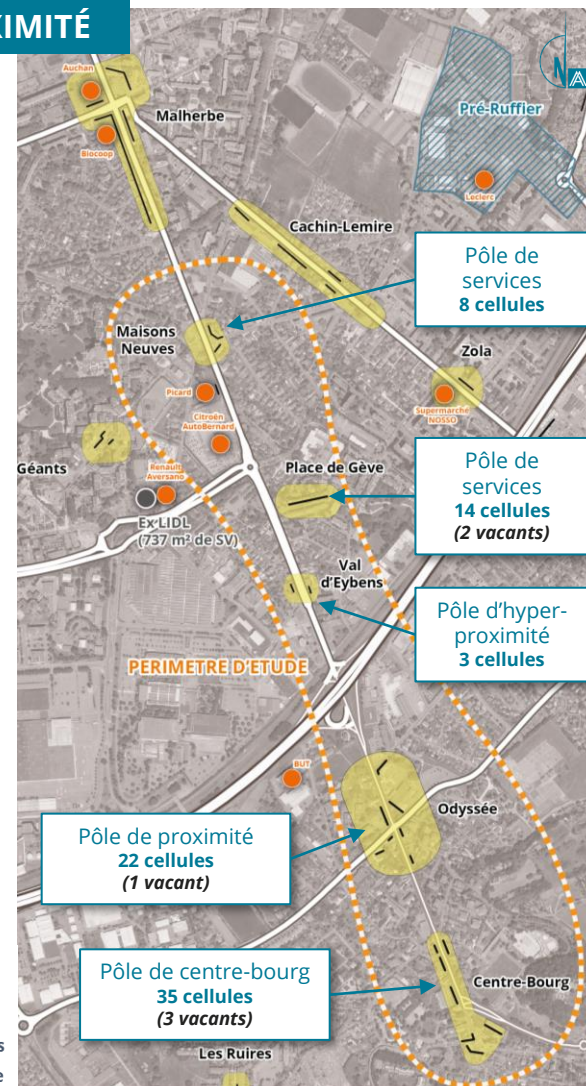 XIMITÉ
Auchan
Malherbe
N
Pré-Ruffier
Biocoop
Leclerc
Cachin-Lemire
Pôle de
services
8 cellules
Maisons
Neuves
Zola
Picard
Supermarché
NOSSO
Citroën
AutoBernard
Géants
Renault
Aversano
Place de Gève
Pôle de
services
14 cellules
(2 vacants)
Ex LIDL
(737 m² de SV)
Val
d'Eybens
Pôle d'hyper-
proximité
3 cellules
PERIMETRE D'ETUDE
BUT
Odyssée
Pôle de proximité
22 cellules
(1 vacant)
Pôle de centre-bourg
35 cellules
(3 vacants)
Centre-Bourg
s
Les Ruires
e